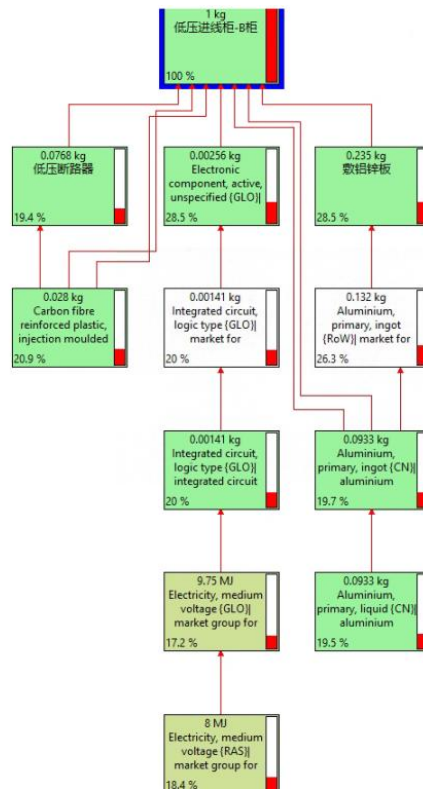 1 kg
低压进线柜-B柜
100 %
0.0768 kg
低压断路器
19.4 %
0.00256 kg
Electronic
component, active,
unspecified {GLO}|
28.5 %
0.235 kg
敷铝锌板
28.5 %
0.028 kg
Carbon fibre
reinforced plastic,
injection moulded
20.9 %
0.00141 kg
Integrated circuit,
logic type {GLO}|
market for
20 %
0.132 kg
Aluminium,
primary, ingot
{RoW}| market for
26.3 %
0.00141 kg
Integrated circuit,
logic type {GLO}|
integrated circuit
20 %
0.0933 kg
Aluminium,
primary, ingot {CN}|
aluminium
19.7 %
9.75 MJ
Electricity, medium
voltage {GLO}|
market group for
17.2 %
0.0933 kg
Aluminium,
primary, liquid {CN}|
aluminium
19.5 %
8 MJ
Electricity, medium
voltage {RAS}|
market group for
18.4 %